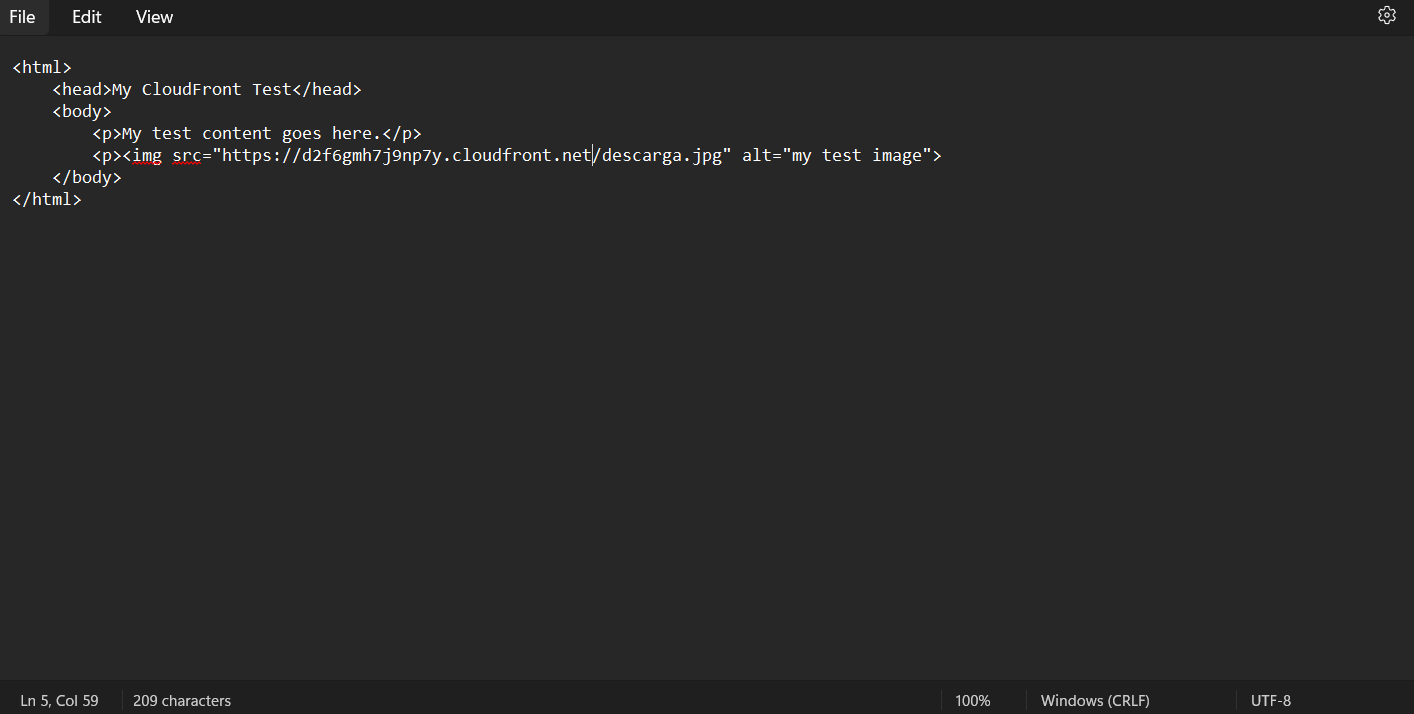 File Edit View
<html>
    <head>My CloudFront Test</head>
    <body>
        <p>My test content goes here.</p>
        <p><img src="https://d2f6gmh7j9np7y.cloudfront.net/descarga.jpg" alt="my test image">
    </body>
</html>
Ln 5, Col 59 209 characters 100% Windows (CRLF) UTF-8